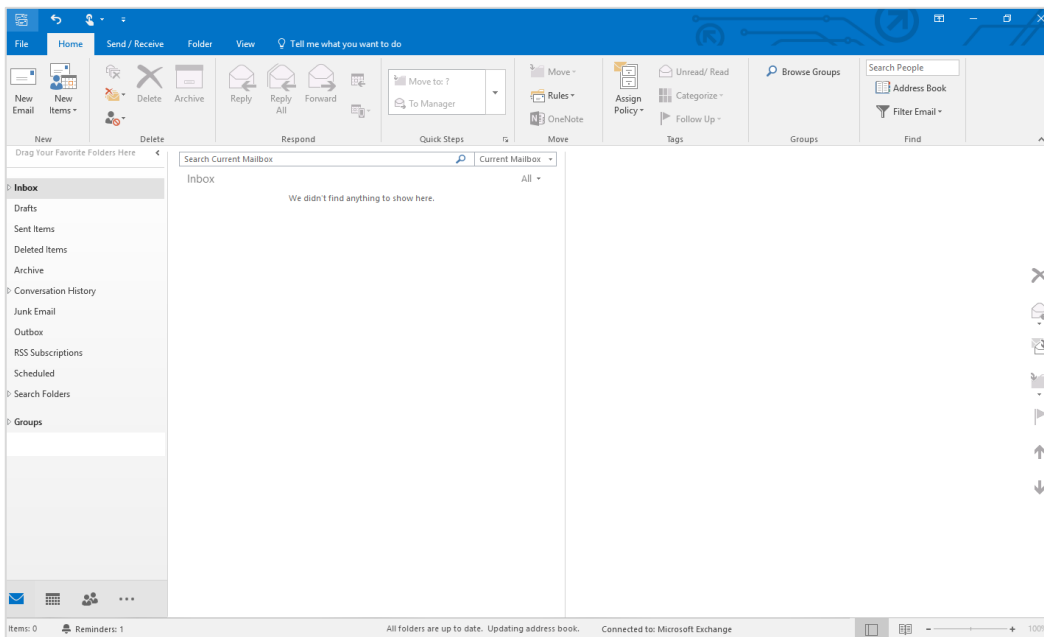 File Home Send / Receive Folder View Tell me what you want to do
New Email
New Items
Delete
Archive
Reply
Reply All
Forward
Move to: ?
To Manager
Move
Rules
OneNote
Assign Policy
Unread/ Read
Categorize
Follow Up
Browse Groups
Search People
Address Book
Filter Email
New Delete Respond Quick Steps Move Tags Groups Find
Drag Your Favorite Folders Here
Inbox
Drafts
Sent Items
Deleted Items
Archive
Conversation History
Junk Email
Outbox
RSS Subscriptions
Scheduled
Search Folders
Groups
Search Current Mailbox Current Mailbox
Inbox All
We didn't find anything to show here.
Items: 0 Reminders: 1 All folders are up to date. Updating address book. Connected to: Microsoft Exchange 100%